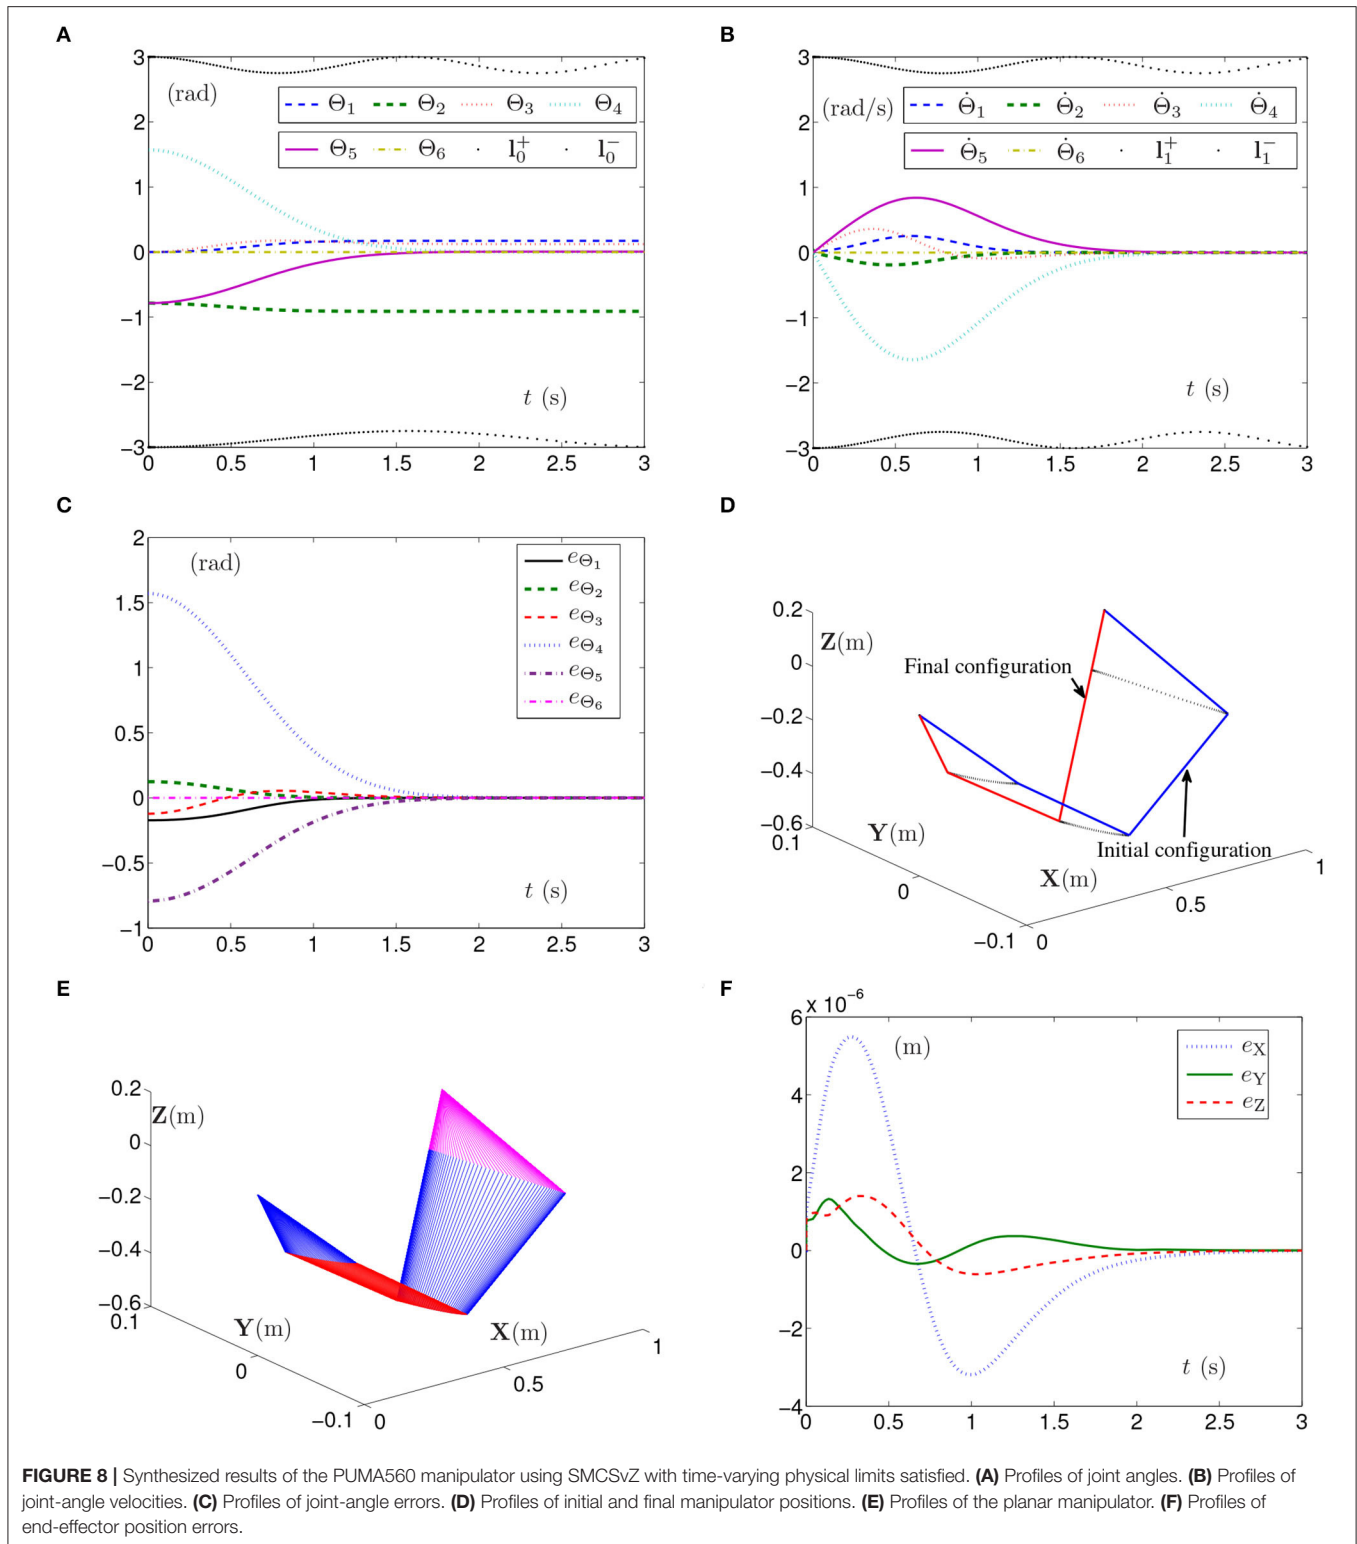 A
3
2
1
0
−1
−2
−3
0 0.5 1 1.5 2 2.5 3
(rad)
Θ1 Θ2 Θ3 Θ4
Θ5 Θ6 l0+ l0−
t (s)
B
3
2
1
0
−1
−2
−3
0 0.5 1 1.5 2 2.5 3
(rad/s)
Θ̇1 Θ̇2 Θ̇3 Θ̇4
Θ̇5 Θ̇6 l1+ l1−
t (s)
C
2
1.5
1
0.5
0
−0.5
−1
0 0.5 1 1.5 2 2.5 3
(rad)
eΘ1
eΘ2
eΘ3
eΘ4
eΘ5
eΘ6
t (s)
D
0.2
0
−0.2
−0.4
−0.6
Z(m)
Final configuration
Initial configuration
0.1
0
−0.1
Y(m)
X(m)
0
0.5
1
E
0.2
0
−0.2
−0.4
−0.6
Z(m)
0.1
0
−0.1
Y(m)
X(m)
0
0.5
1
F
x 10−6
6
4
2
0
−2
−4
0 0.5 1 1.5 2 2.5 3
(m)
eX
eY
eZ
t (s)
FIGURE 8 | Synthesized results of the PUMA560 manipulator using SMCSvZ with time-varying physical limits satisfied. (A) Profiles of joint angles. (B) Profiles of
joint-angle velocities. (C) Profiles of joint-angle errors. (D) Profiles of initial and final manipulator positions. (E) Profiles of the planar manipulator. (F) Profiles of
end-effector position errors.